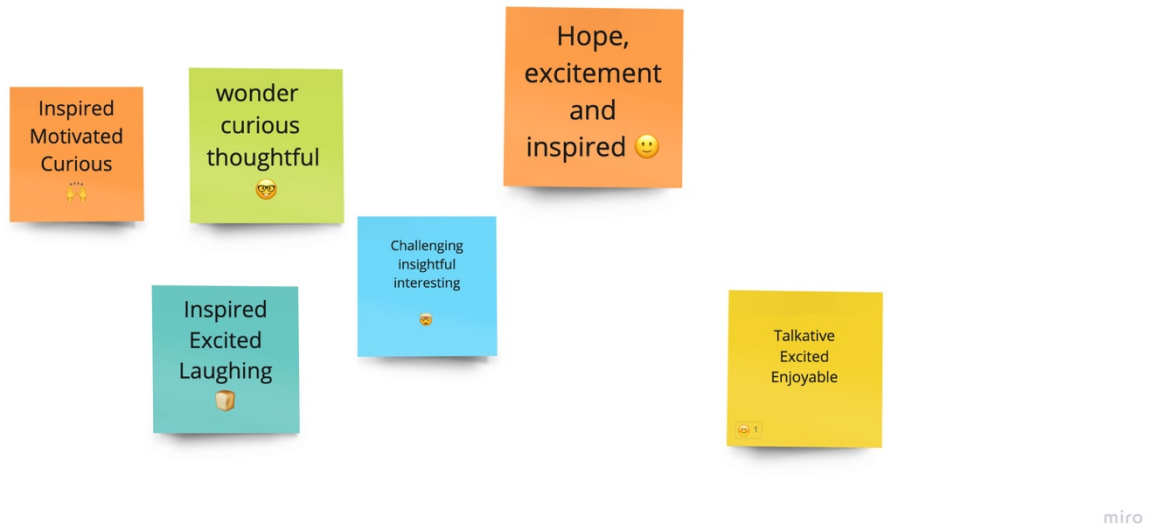 Inspired
Motivated
Curious
🙌
wonder
curious
thoughtful
🤓
Hope,
excitement
and
inspired 🙂
Challenging
insightful
interesting
🤯
Inspired
Excited
Laughing
🍞
Talkative
Excited
Enjoyable
1
miro